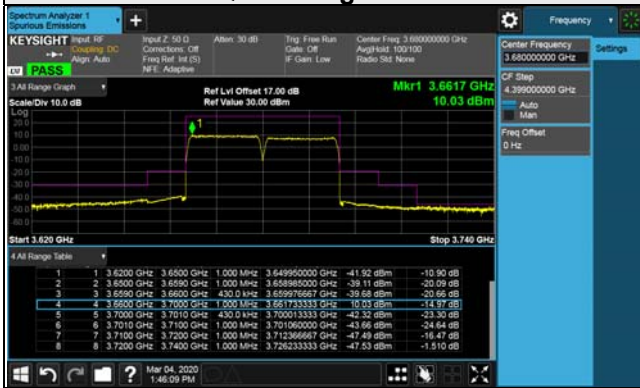 Spectrum Analyzer 1
Spurious Emissions
Frequency
KEYSIGHT Input: RF
Coupling: DC
Align: Auto
Input Z: 50 Ω
Corrections: Off
Freq Ref: Int (S)
NFE: Adaptive
Atten: 30 dB
Trig: Free Run
Gate: Off
IF Gain: Low
Center Freq: 3.680000000 GHz
Avg|Hold: 100/100
Radio Std: None
PASS
Center Frequency
3.680000000 GHz
Settings
CF Step
4.399000000 GHz
Auto
Man
Freq Offset
0 Hz
3 All Range Graph
Scale/Div 10.0 dB
Ref Lvl Offset 17.00 dB
Ref Value 30.00 dBm
Mkr1 3.6617 GHz
10.03 dBm
Log
20.0
10.0
0.00
-10.0
-20.0
-30.0
-40.0
-50.0
-60.0
1
Start 3.620 GHz
Stop 3.740 GHz
4 All Range Table
1 1 3.6200 GHz 3.6500 GHz 1.000 MHz 3.649950000 GHz -41.92 dBm -10.90 dB
2 2 3.6500 GHz 3.6590 GHz 1.000 MHz 3.658985000 GHz -39.11 dBm -20.09 dB
3 3 3.6590 GHz 3.6600 GHz 430.0 kHz 3.659976667 GHz -39.68 dBm -20.66 dB
4 4 3.6600 GHz 3.7000 GHz 1.000 MHz 3.661733333 GHz 10.03 dBm -14.97 dB
5 5 3.7000 GHz 3.7010 GHz 430.0 kHz 3.700013333 GHz -42.32 dBm -23.30 dB
6 6 3.7010 GHz 3.7100 GHz 1.000 MHz 3.701060000 GHz -43.66 dBm -24.64 dB
7 7 3.7100 GHz 3.7200 GHz 1.000 MHz 3.712366667 GHz -47.49 dBm -16.47 dB
8 8 3.7200 GHz 3.7400 GHz 1.000 MHz 3.726233333 GHz -47.53 dBm -1.510 dB
Mar 04, 2020
1:46:09 PM